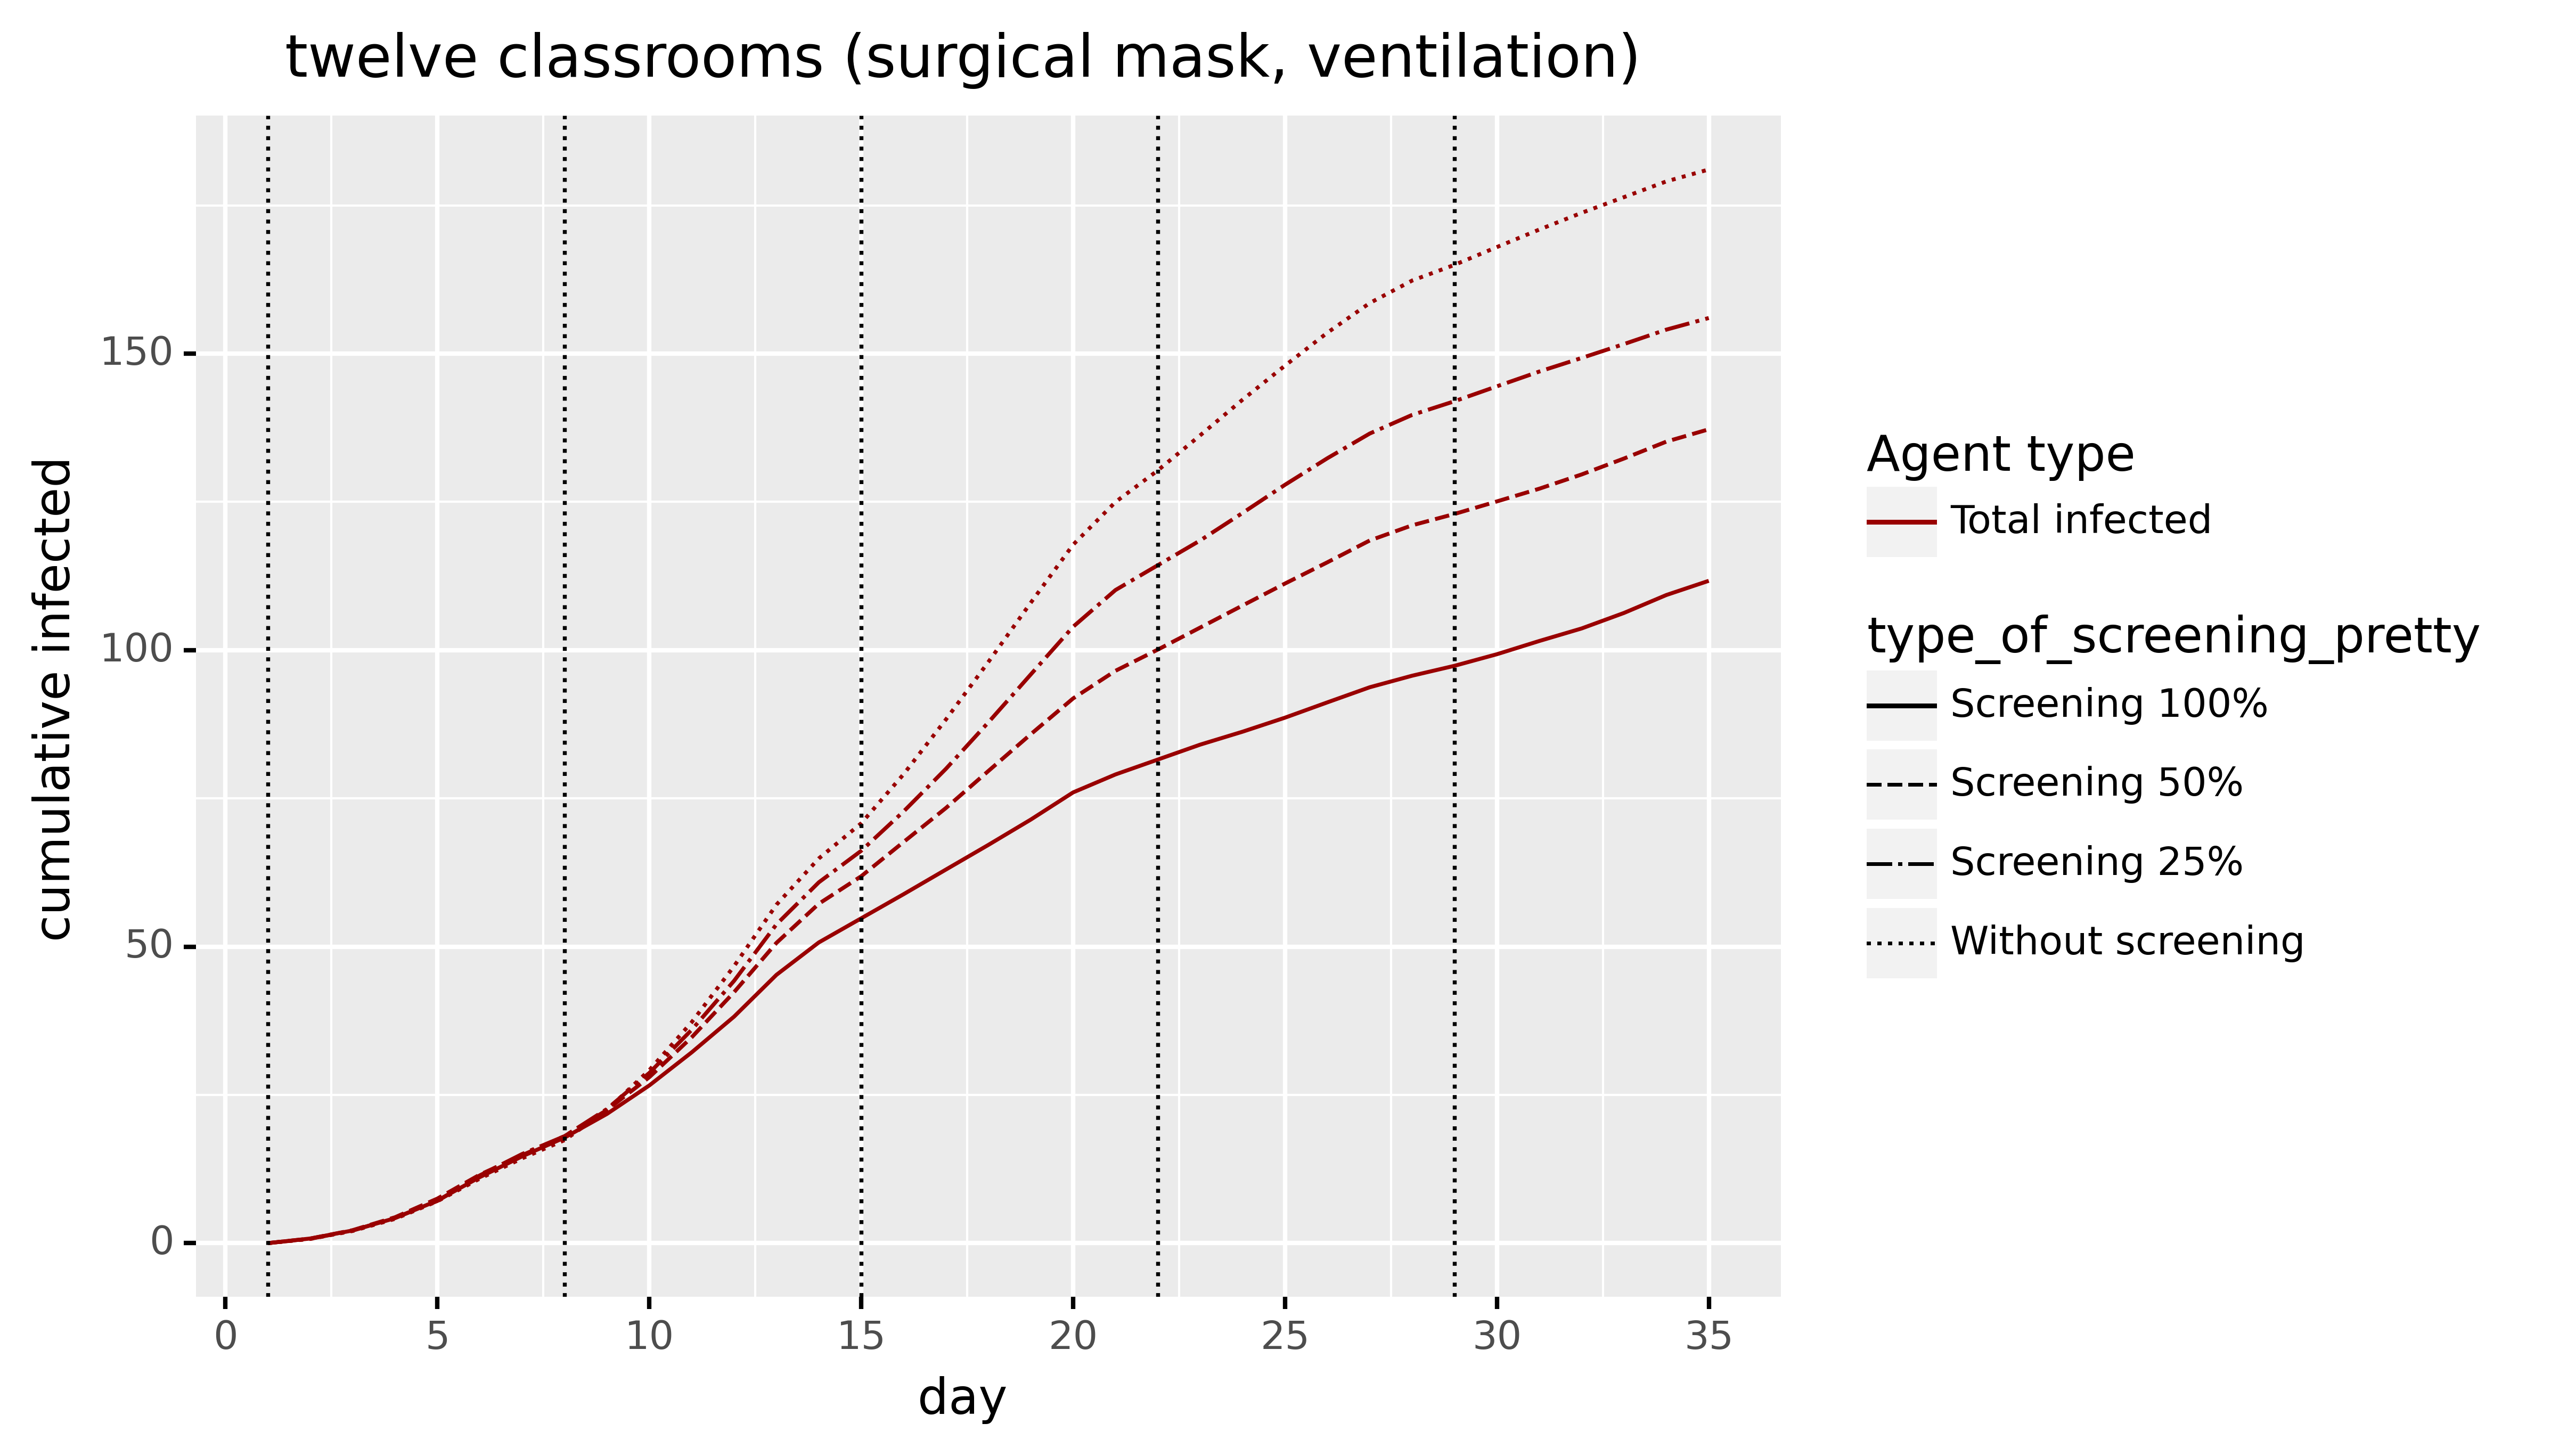 twelve classrooms (surgical mask, ventilation)
cumulative infected
150
100
50
0
0 5 10 15 20 25 30 35
day
Agent type
Total infected
type_of_screening_pretty
Screening 100%
Screening 50%
Screening 25%
Without screening